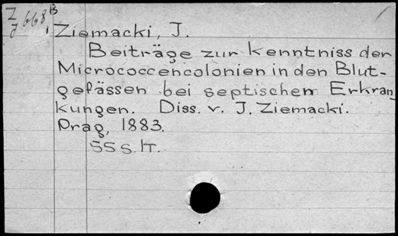 Z 668 B
d
Ziemacki, J.
Beiträge zur Kenntniss der
Micrococcencolonien in den Blut-
gefässen bei septischen Erkran
kungen. Diss. v. J. Ziemacki.
Prag, 1883.
55 S. 4.